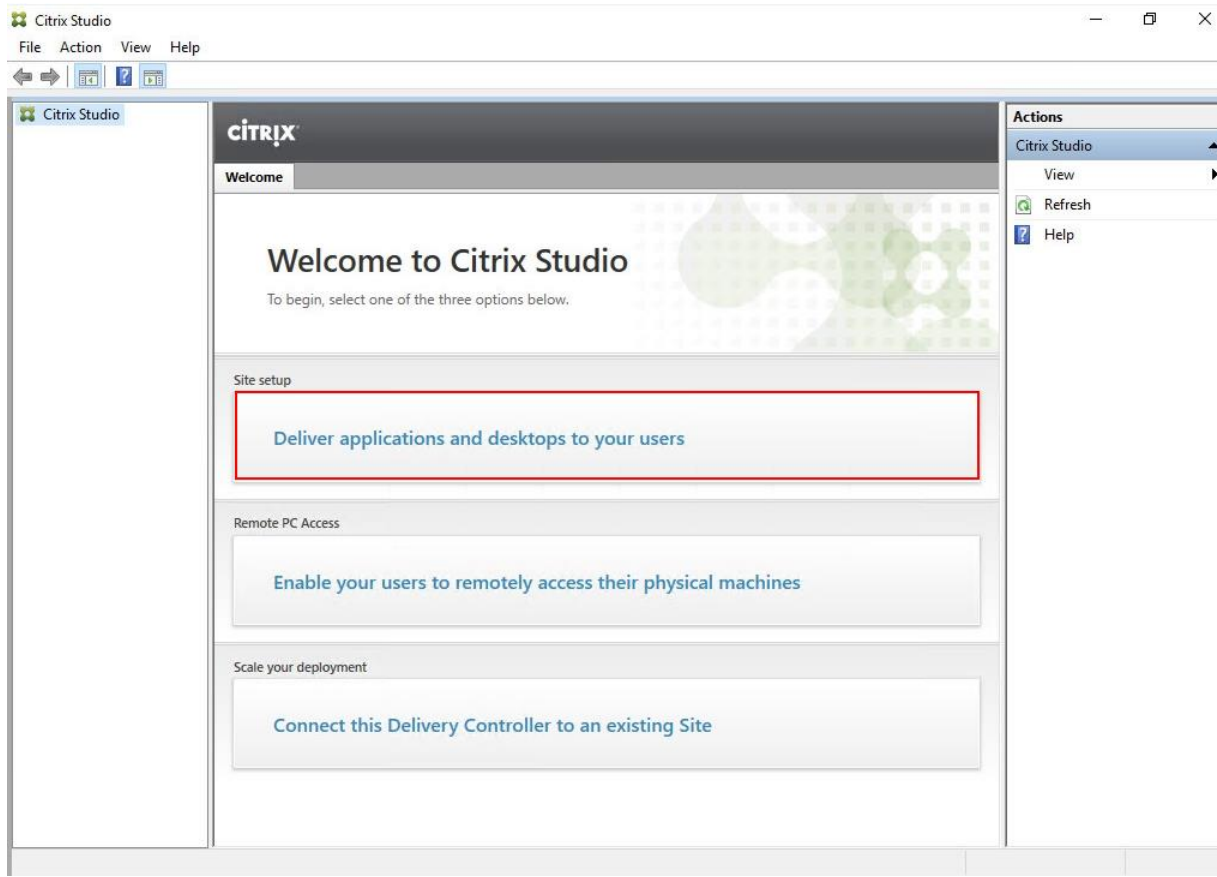 Citrix Studio
File Action View Help
Citrix Studio
CİTRIX
Welcome
Welcome to Citrix Studio
To begin, select one of the three options below.
Site setup
Deliver applications and desktops to your users
Remote PC Access
Enable your users to remotely access their physical machines
Scale your deployment
Connect this Delivery Controller to an existing Site
Actions
Citrix Studio
View
Refresh
Help